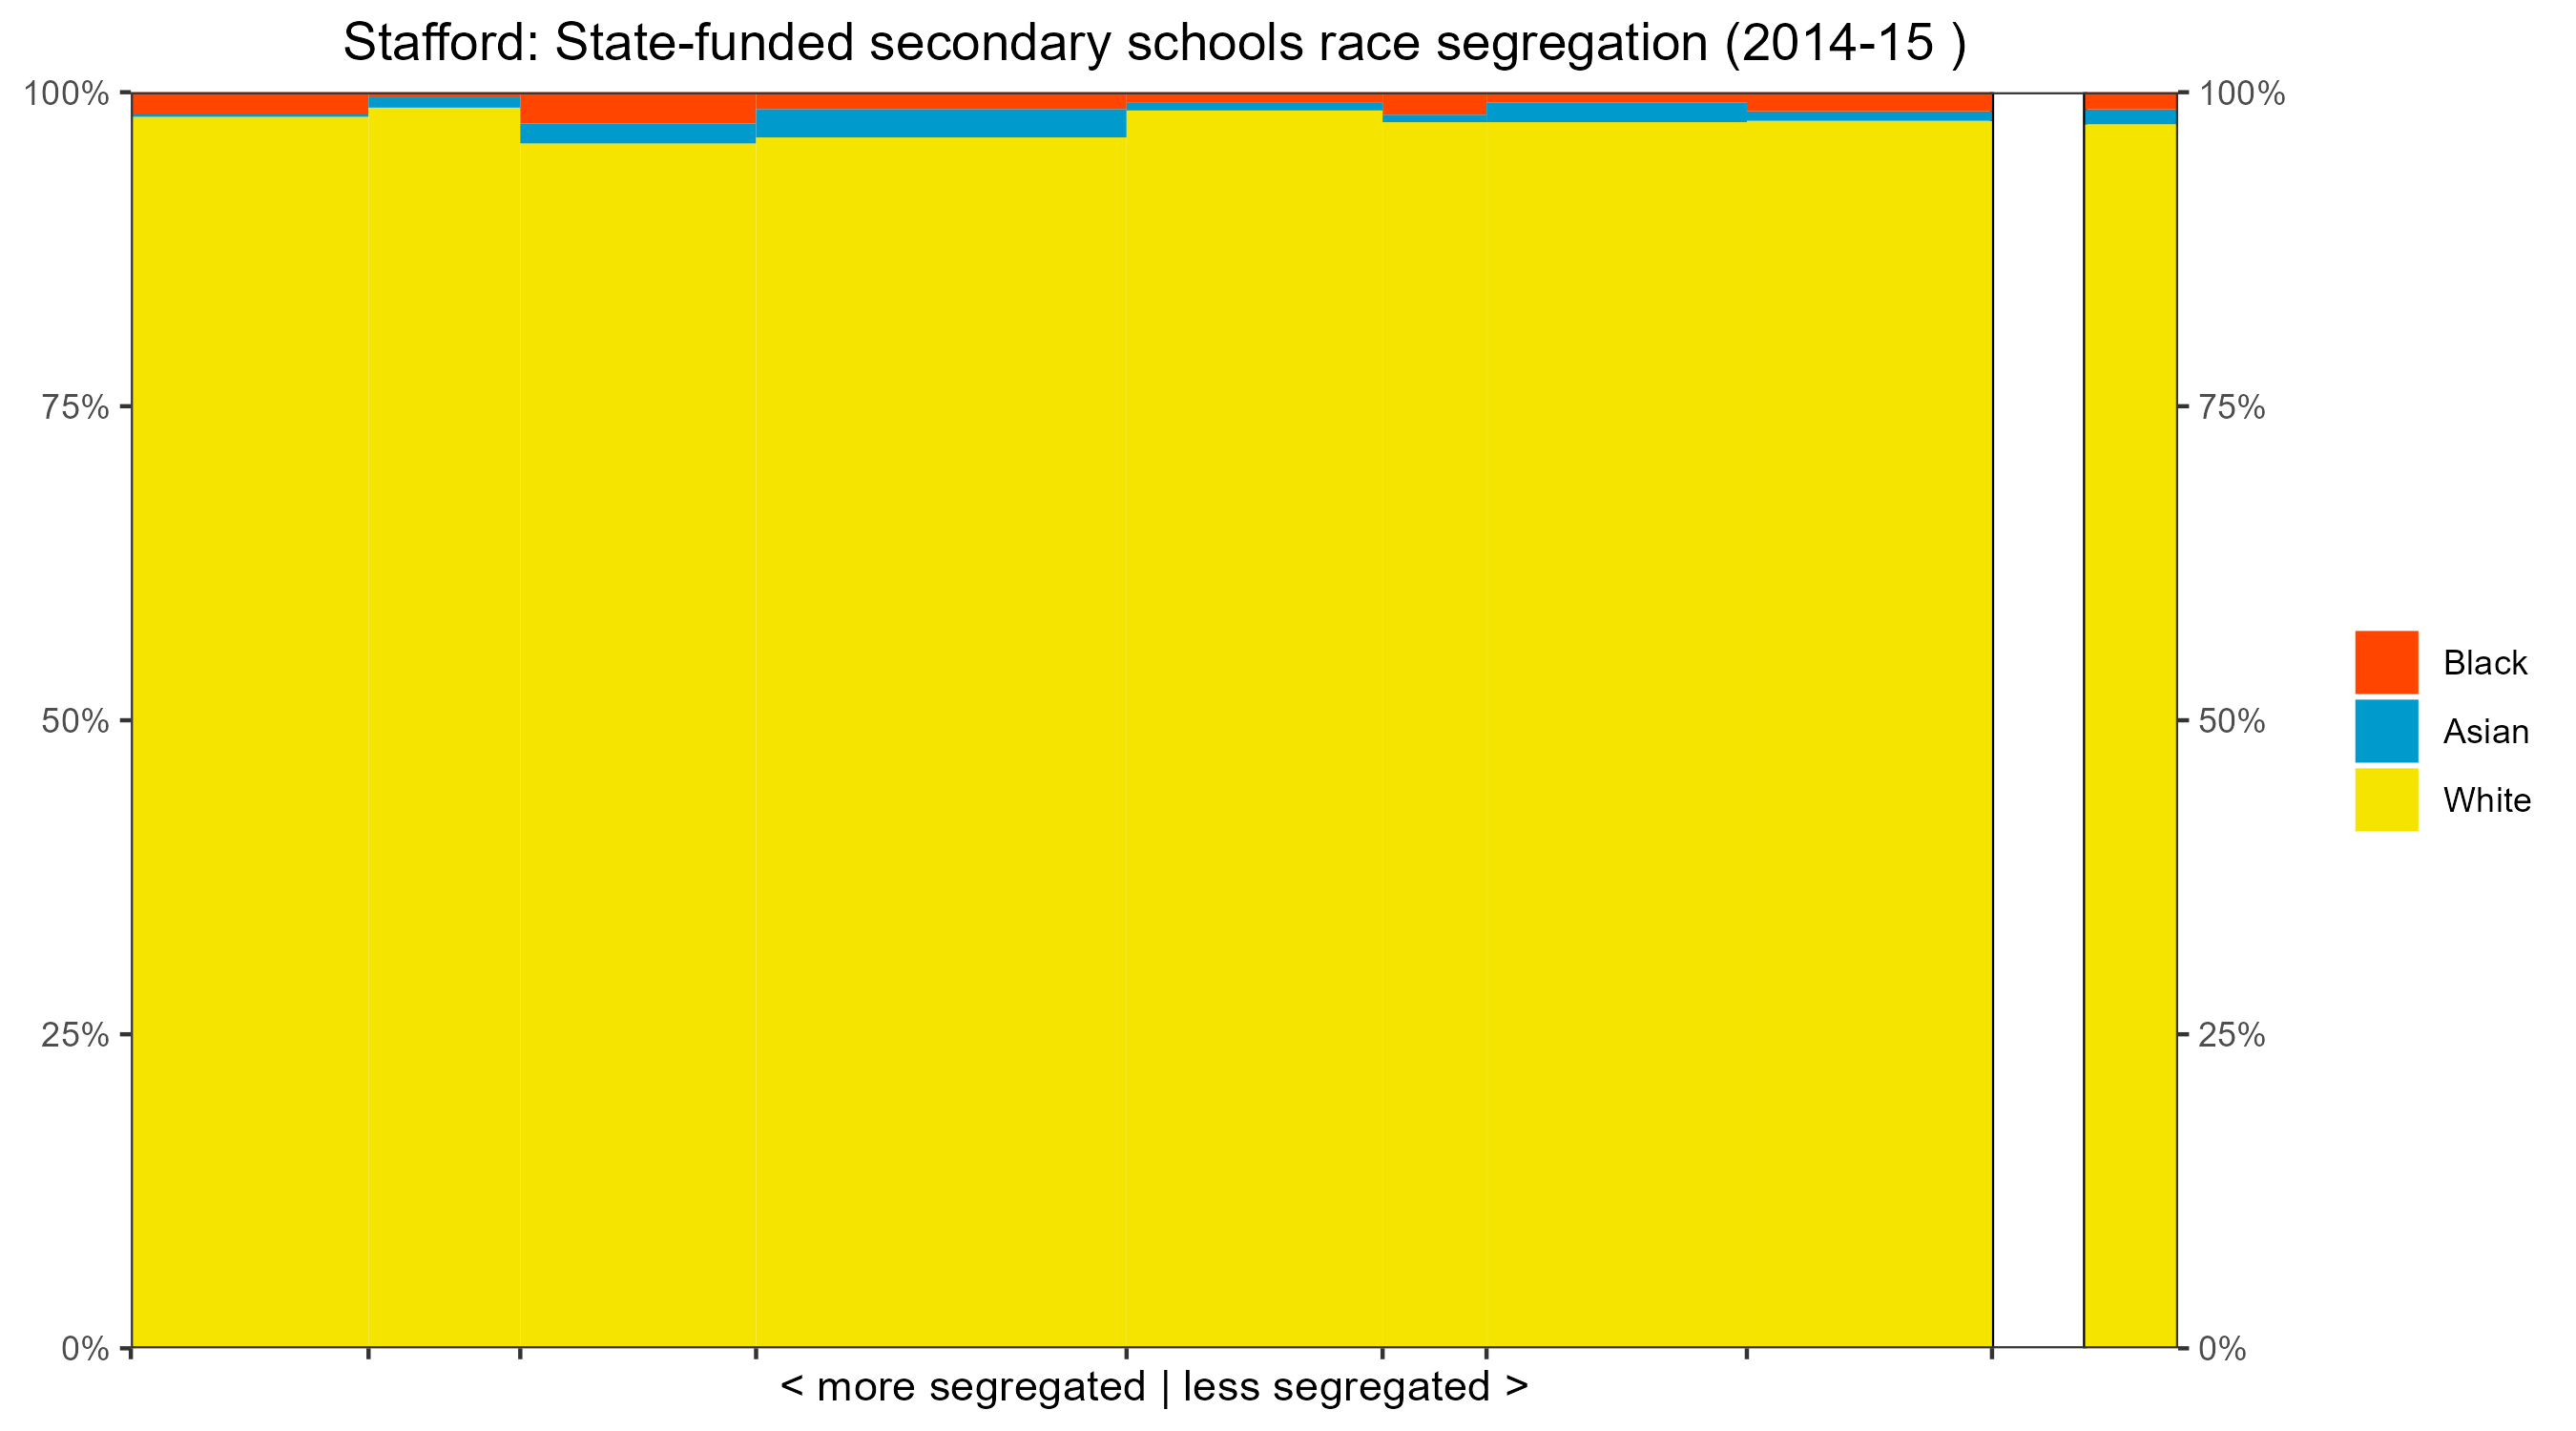 Stafford: State-funded secondary schools race segregation (2014-15 )
100%
75%
50%
25%
0%
100%
75%
50%
25%
0%
Black
Asian
White
< more segregated | less segregated >